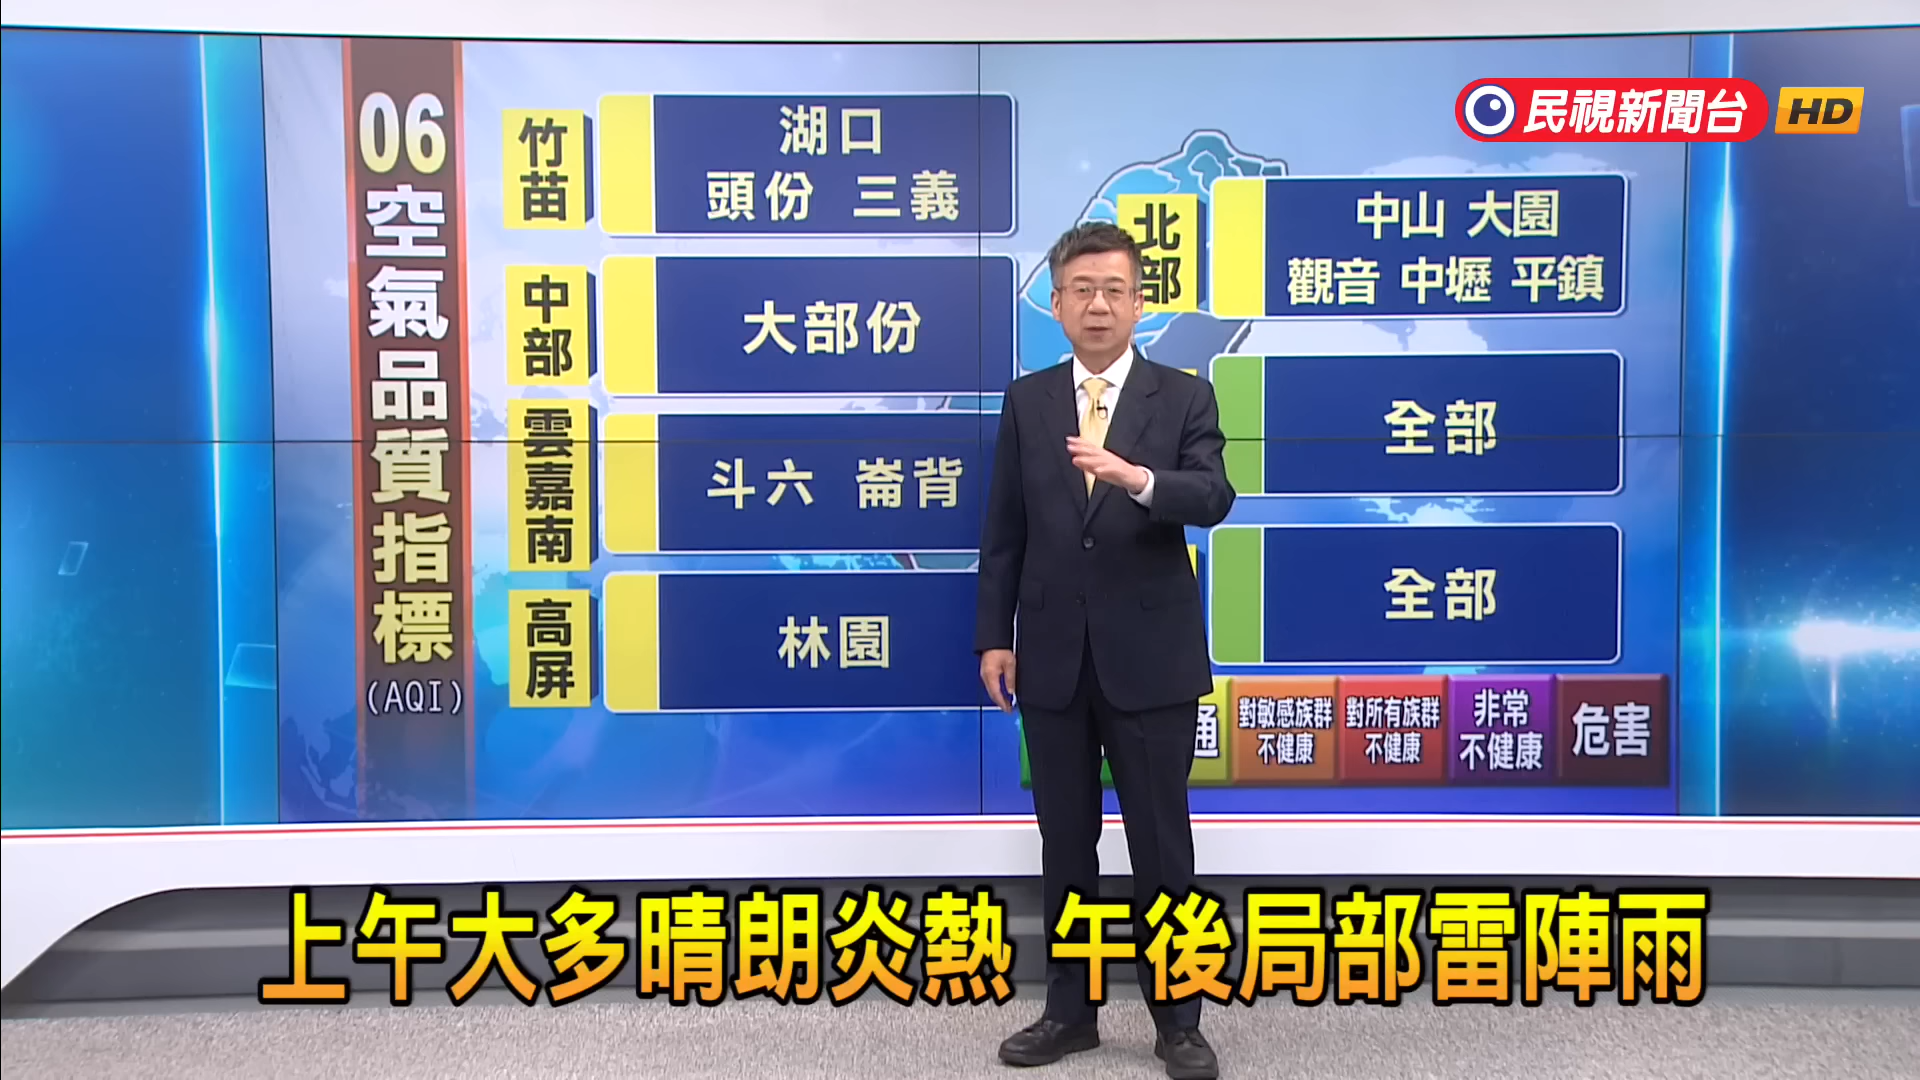 民視新聞台 HD
06
空氣品質指標
(AQI)
竹苗
湖口
頭份 三義
中部
大部份
雲嘉南
斗六 崙背
高屏
林園
北部
中山 大園
觀音 中壢 平鎮
全部
全部
通
對敏感族群
不健康
對所有族群
不健康
非常
不健康
危害
上午大多晴朗炎熱 午後局部雷陣雨